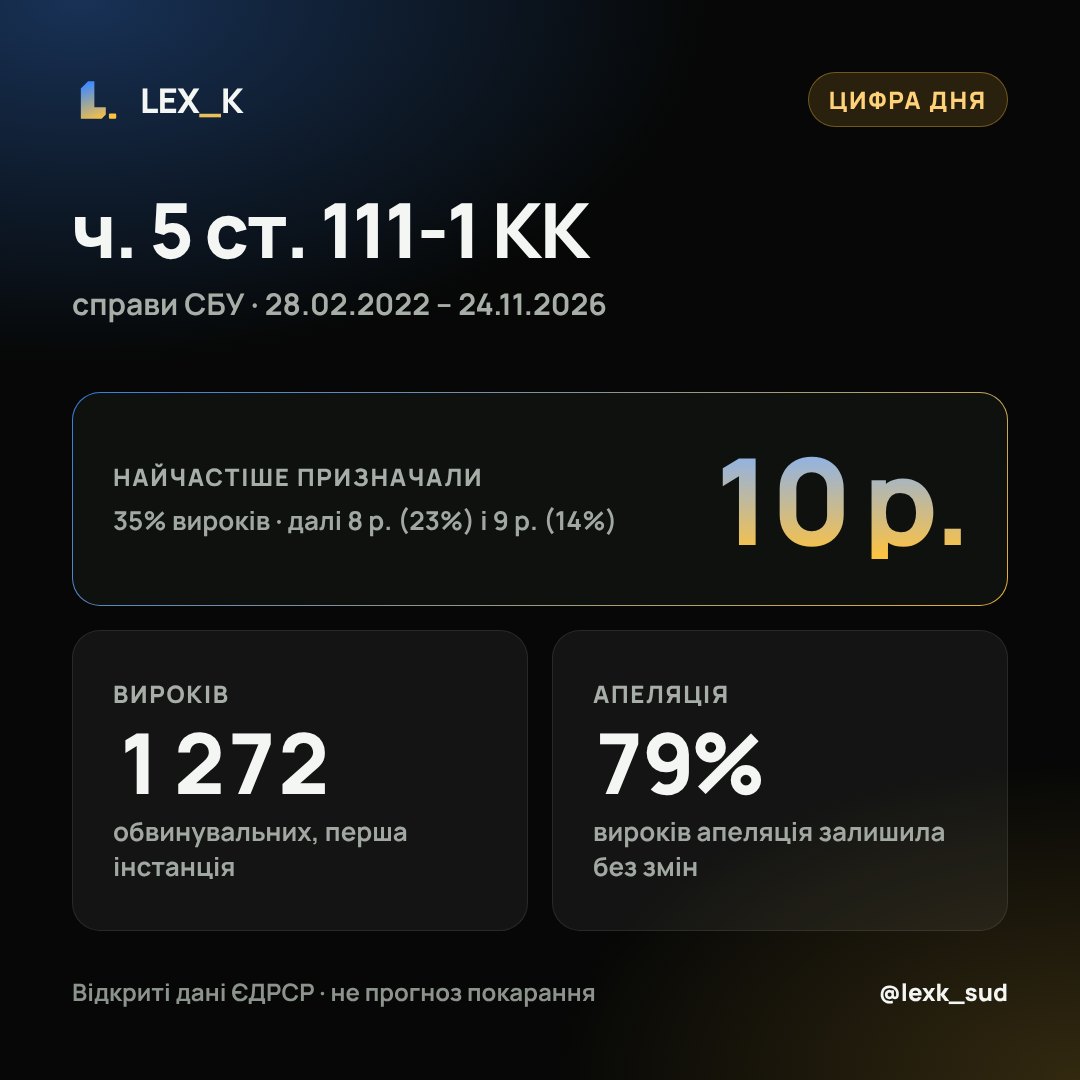 LEX_K
ЦИФРА ДНЯ
ч. 5 ст. 111-1 КК
справи СБУ · 28.02.2022 – 24.11.2026
НАЙЧАСТІШЕ ПРИЗНАЧАЛИ
35% вироків · далі 8 р. (23%) і 9 р. (14%)
10 р.
ВИРОКІВ
1 272
обвинувальних, перша
інстанція
АПЕЛЯЦІЯ
79%
вироків апеляція залишила
без змін
Відкриті дані ЄДРСР · не прогноз покарання
@lexk_sud